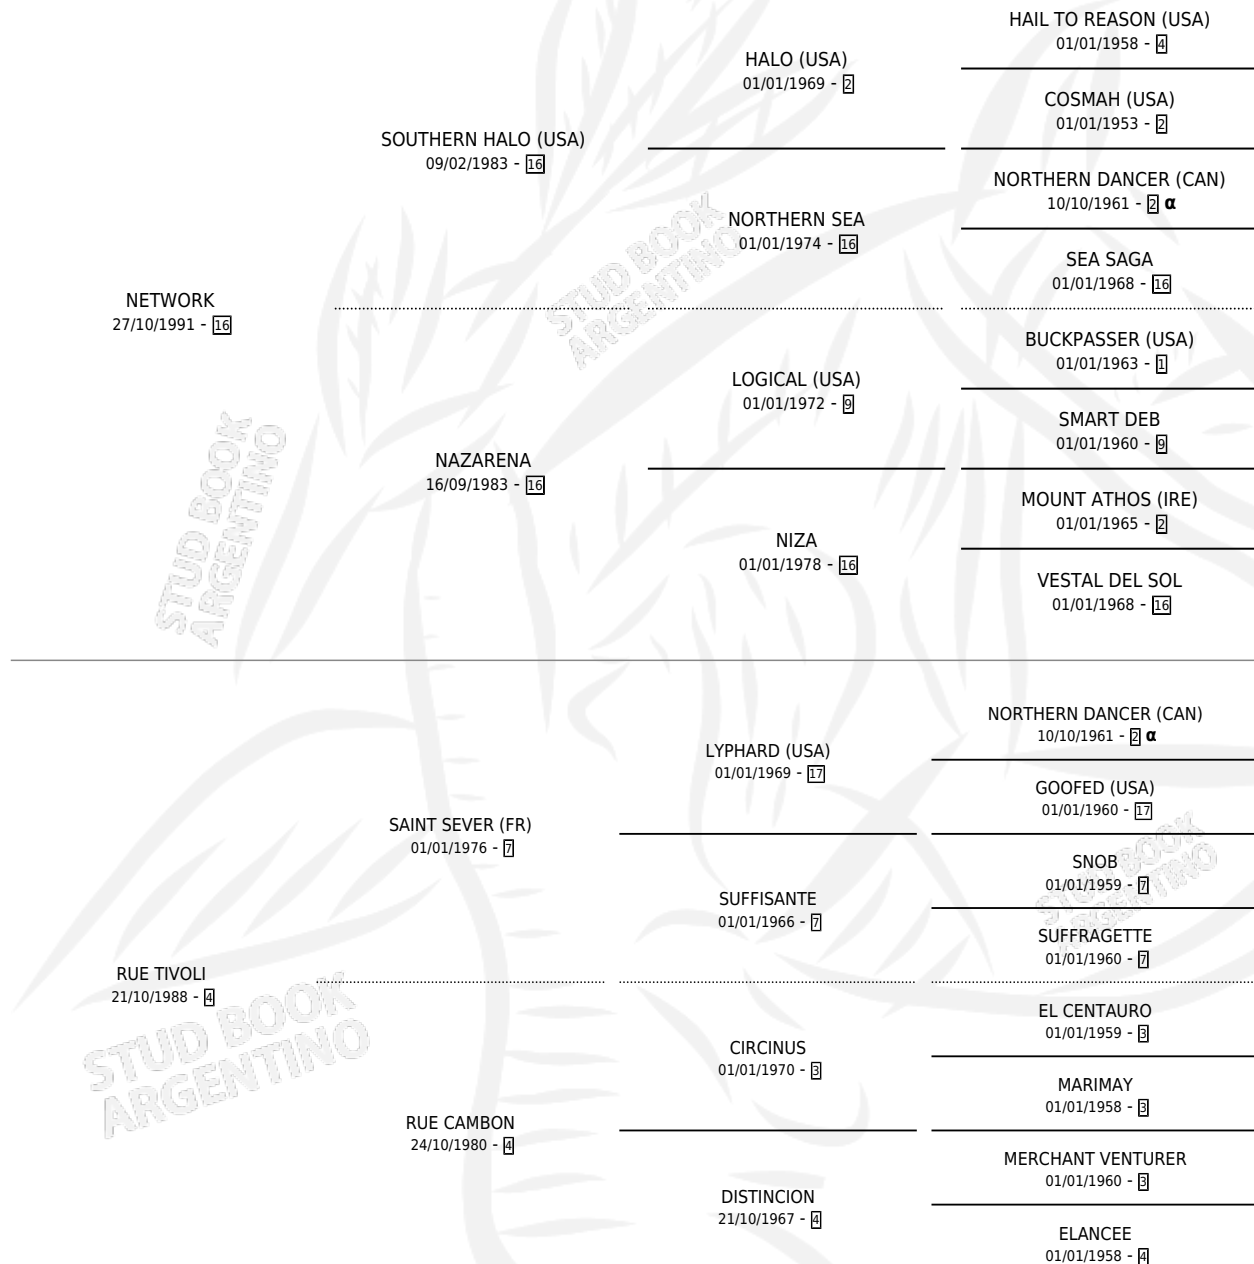 HAIL TO REASON (USA)
01/01/1958 - 4
HALO (USA)
01/01/1969 - 2
COSMAH (USA)
01/01/1953 - 2
SOUTHERN HALO (USA)
09/02/1983 - 16
NORTHERN DANCER (CAN)
10/10/1961 - 2 α
NORTHERN SEA
01/01/1974 - 16
SEA SAGA
01/01/1968 - 16
NETWORK
27/10/1991 - 16
BUCKPASSER (USA)
01/01/1963 - 1
LOGICAL (USA)
01/01/1972 - 9
SMART DEB
01/01/1960 - 9
NAZARENA
16/09/1983 - 16
MOUNT ATHOS (IRE)
01/01/1965 - 2
NIZA
01/01/1978 - 16
VESTAL DEL SOL
01/01/1968 - 16
NORTHERN DANCER (CAN)
10/10/1961 - 2 α
LYPHARD (USA)
01/01/1969 - 17
GOOFED (USA)
01/01/1960 - 17
SAINT SEVER (FR)
01/01/1976 - 7
SNOB
01/01/1959 - 7
SUFFISANTE
01/01/1966 - 7
SUFFRAGETTE
01/01/1960 - 7
RUE TIVOLI
21/10/1988 - 4
EL CENTAURO
01/01/1959 - 3
CIRCINUS
01/01/1970 - 3
MARIMAY
01/01/1958 - 3
RUE CAMBON
24/10/1980 - 4
MERCHANT VENTURER
01/01/1960 - 3
DISTINCION
21/10/1967 - 4
ELANCEE
01/01/1958 - 4
STUD BOOK
ARGENTINO
STUD BOOK
ARGENTINO
STUD BOOK
ARGENTINO
STUD BOOK
ARGENTINO